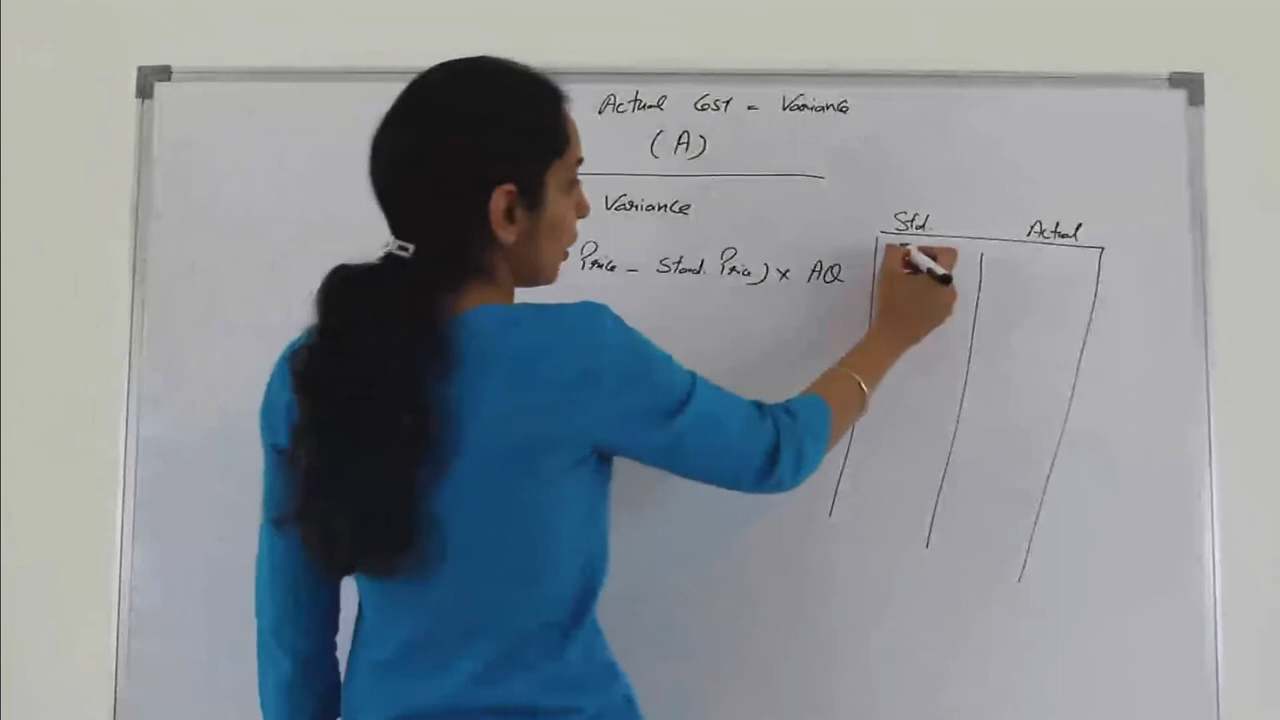 Actual Cost = Variance
(A)
Variance
Std. Actual
Price - Stand. Price) × AQ